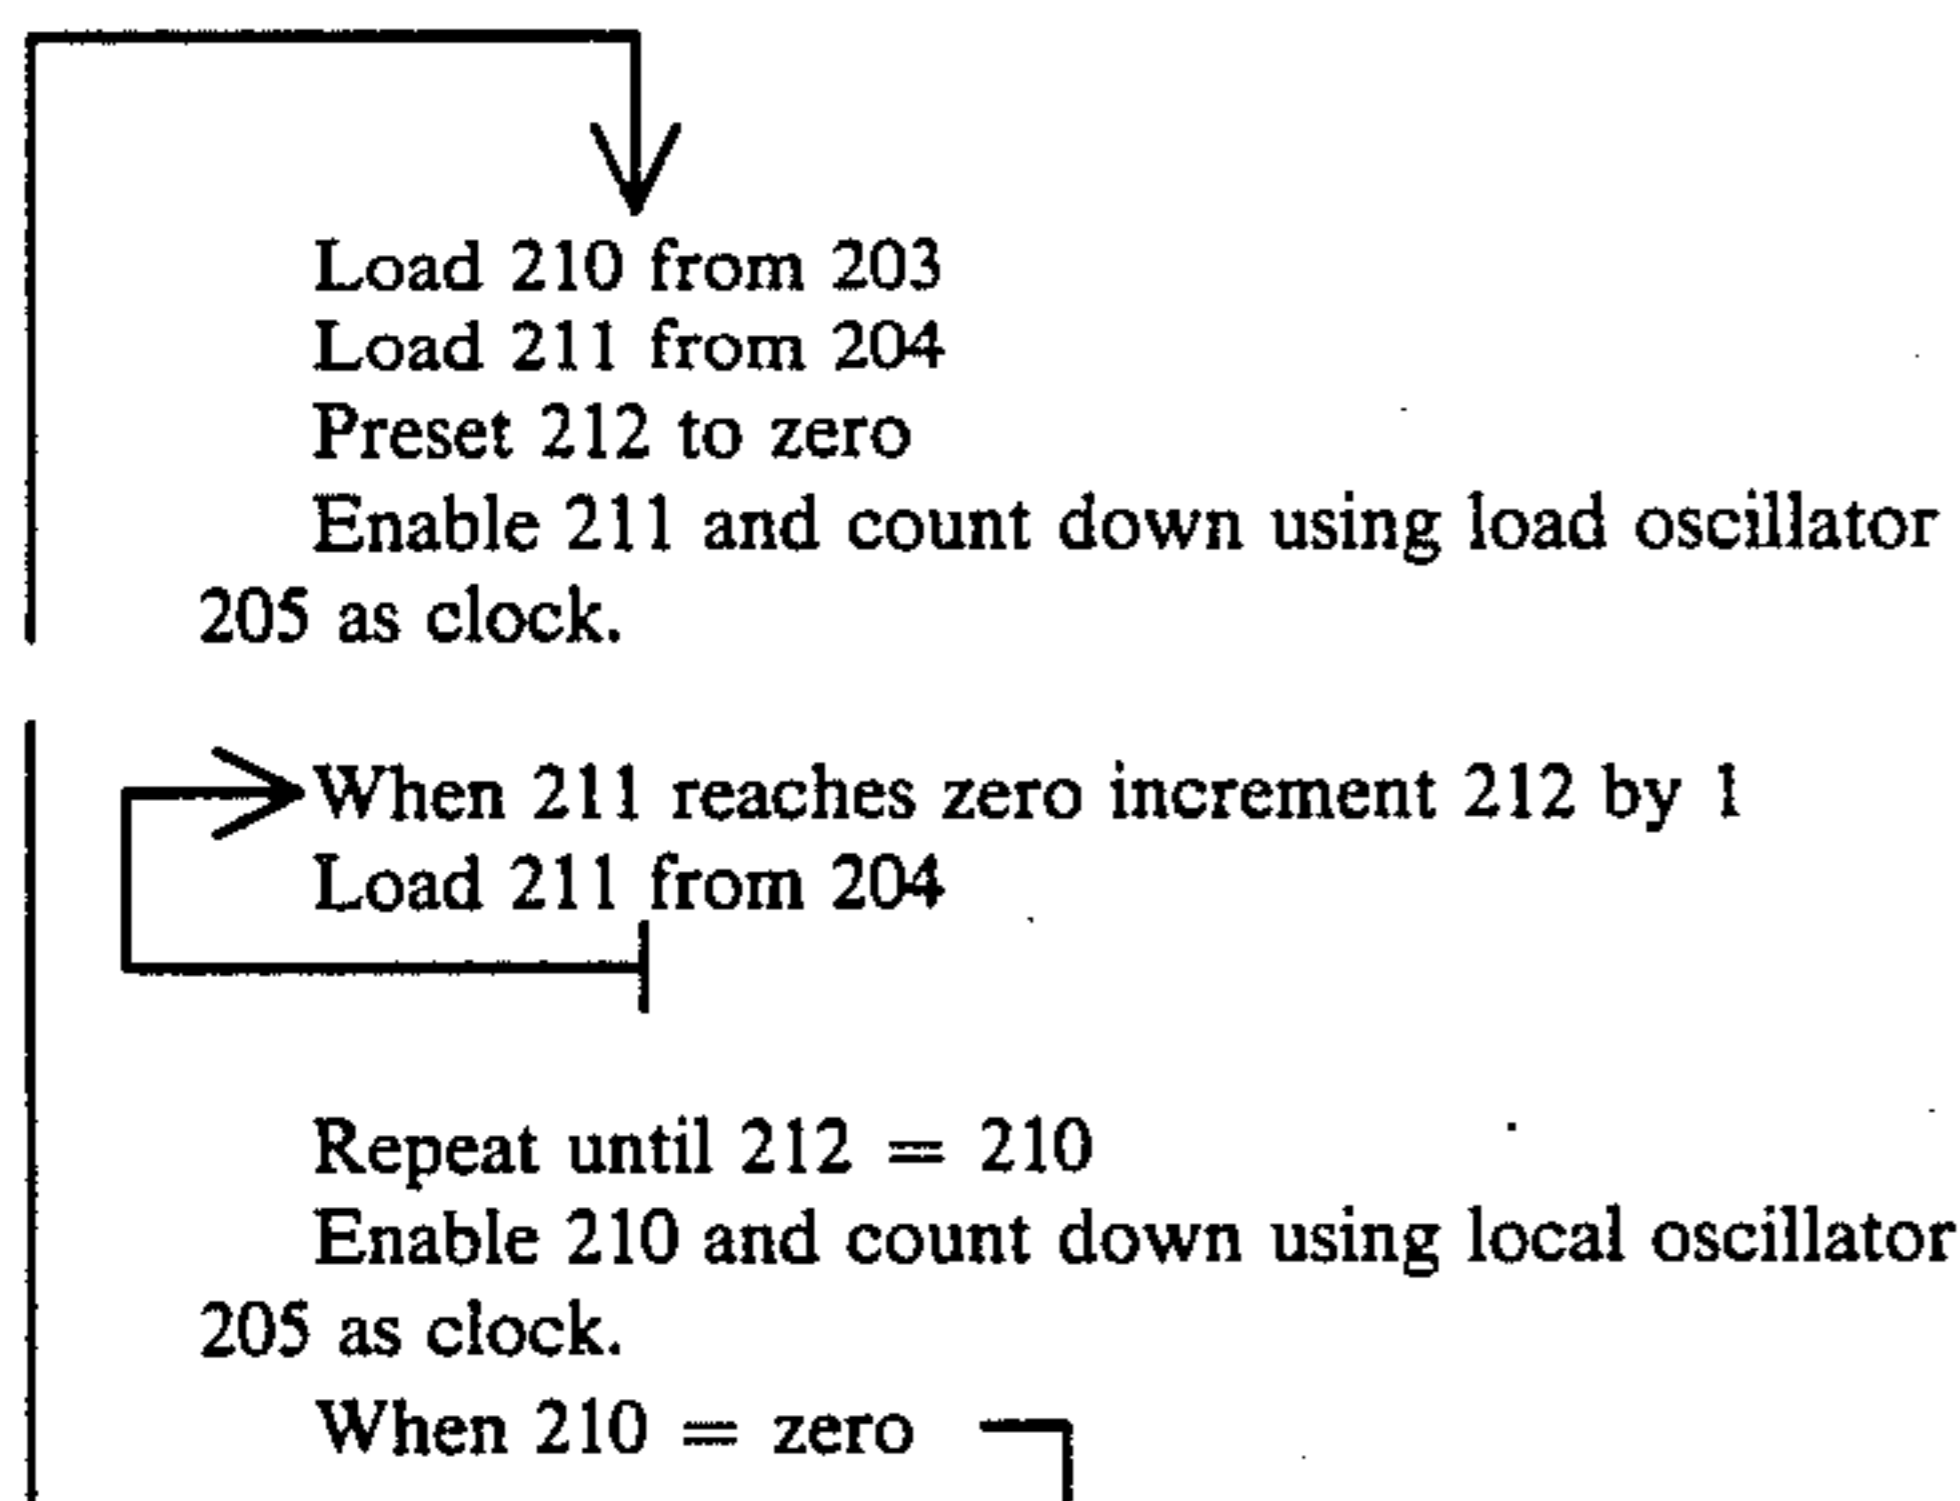 Load 210 from 203
Load 211 from 204
Preset 212 to zero
Enable 211 and count down using load oscillator
205 as clock.
When 211 reaches zero increment 212 by 1
Load 211 from 204
Repeat until 212 = 210
Enable 210 and count down using local oscillator
205 as clock.
When 210 = zero